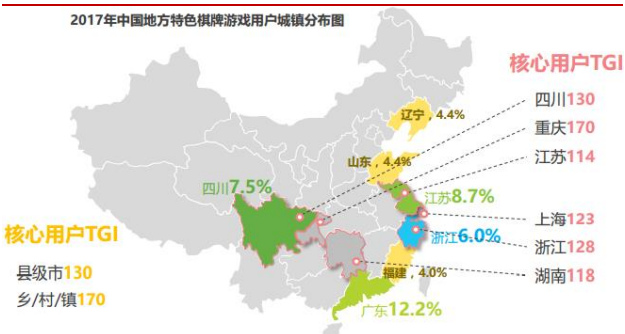 2017年中国地方特色棋牌游戏用户城镇分布图
核心用户TGI
辽宁，4.4%
四川130
重庆170
山东，4.4%
江苏114
四川7.5%
江苏8.7%
上海123
浙江6.0%
浙江128
核心用户TGI
县级市130
福建，4.0%
湖南118
乡/村/镇170
广东12.2%